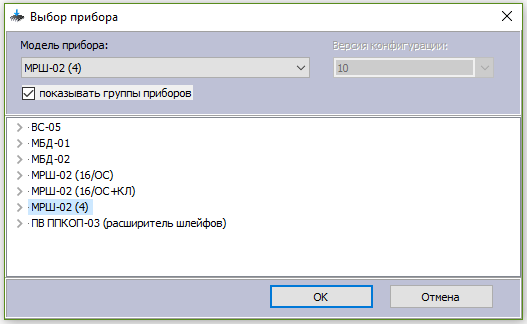 Выбор прибора
Модель прибора:
Версия конфигурации:
МРШ-02 (4)
10
показывать группы приборов
ВС-05
МБД-01
МБД-02
МРШ-02 (16/ОС)
МРШ-02 (16/ОС+КЛ)
МРШ-02 (4)
ПВ ППКОП-03 (расширитель шлейфов)
OK
Отмена